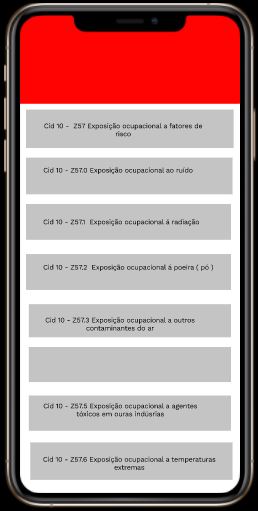 Cid 10 - Z57 Exposição ocupacional a fatores de
risco
Cid 10 - Z57.0 Exposição ocupacional ao ruído
Cid 10 - Z57.1 Exposição ocupacional á radiação
Cid 10 - Z57.2 Exposição ocupacional á poeira ( pó )
Cid 10 - Z57.3 Exposição ocupacional a outros
contaminantes do ar
Cid 10 - Z57.5 Exposição ocupacional a agentes
tóxicos em ouras indúsrias
Cid 10 - Z57.6 Exposição ocupacional a temperaturas
extremas